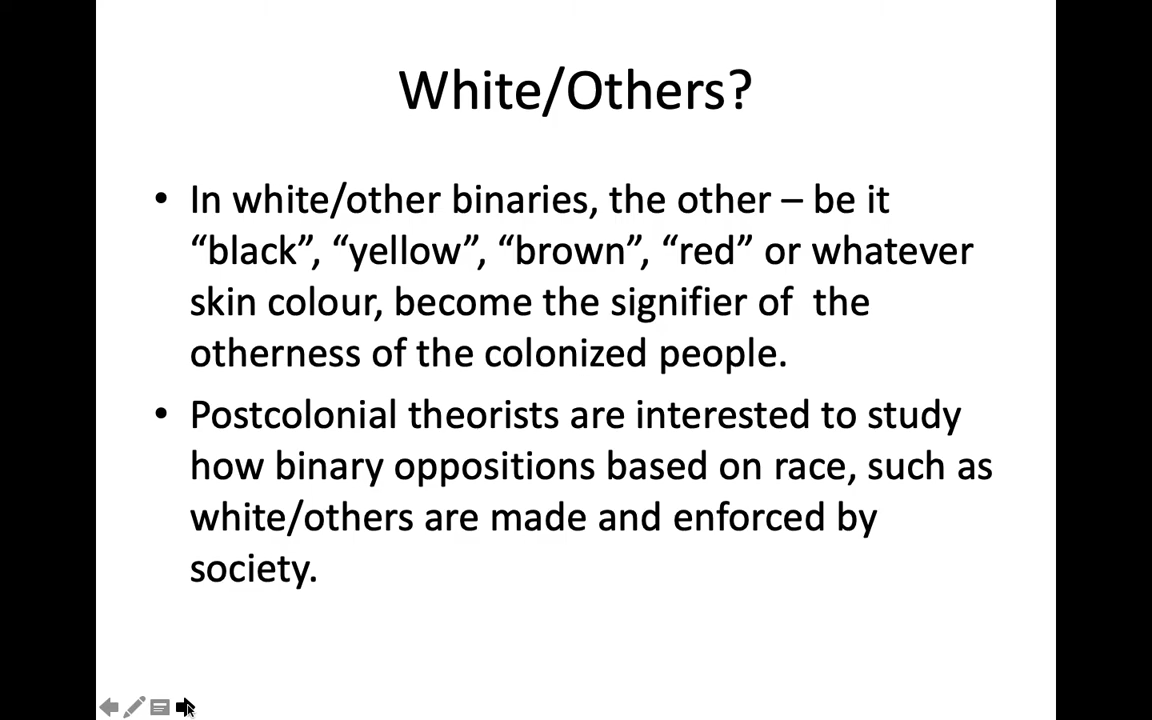 White/Others?
• In white/other binaries, the other – be it
“black”, “yellow”, “brown”, “red” or whatever
skin colour, become the signifier of  the
otherness of the colonized people.
• Postcolonial theorists are interested to study
how binary oppositions based on race, such as
white/others are made and enforced by
society.